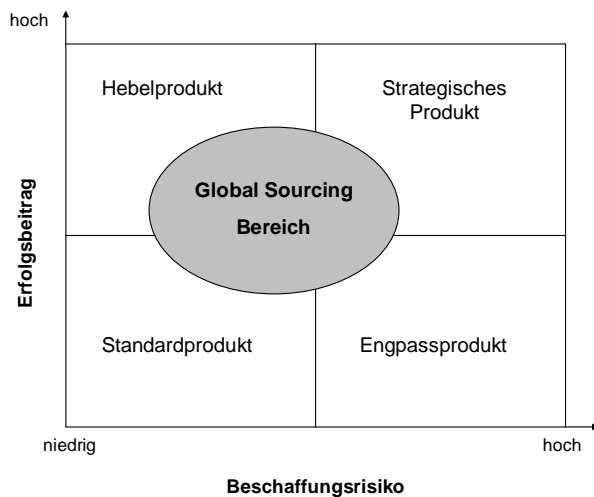 hoch
Hebelprodukt
Strategisches
Produkt
Global Sourcing
Bereich
Erfolgsbeitrag
Standardprodukt
Engpassprodukt
niedrig
hoch
Beschaffungsrisiko